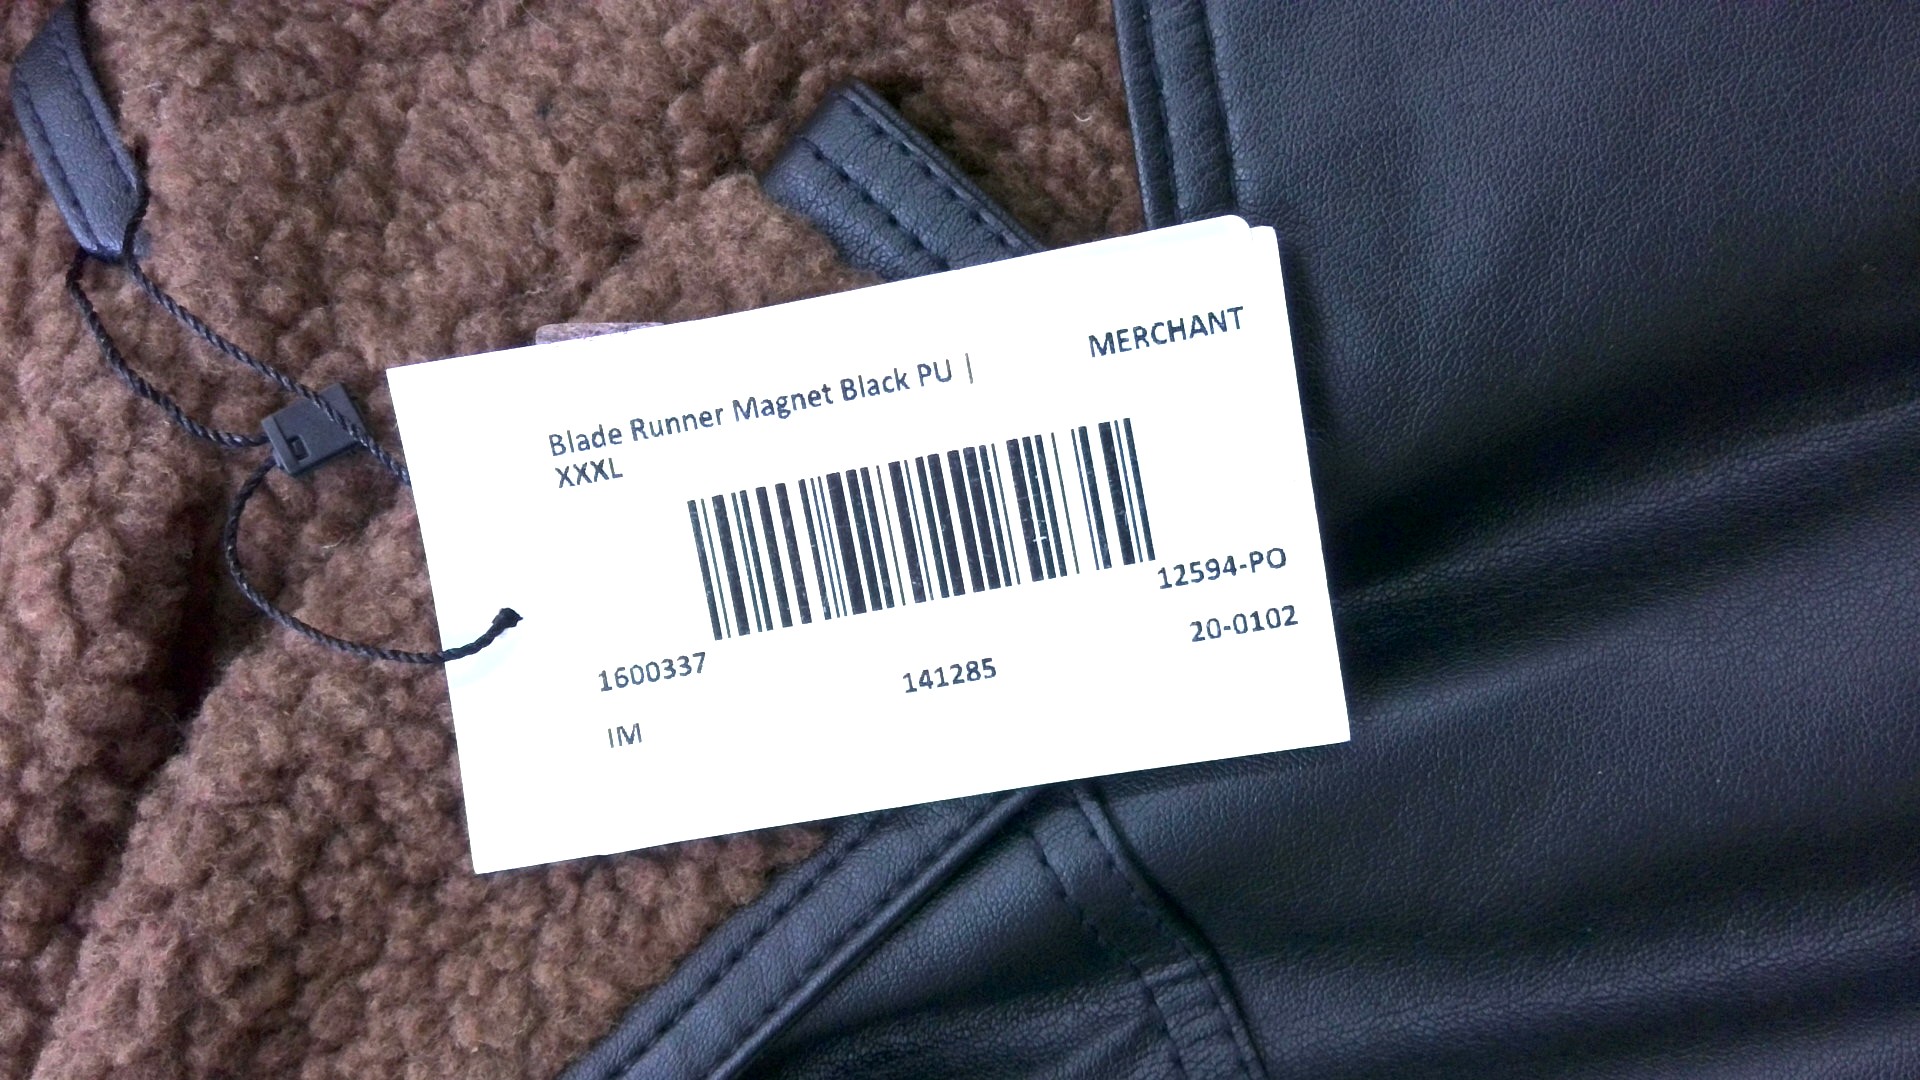 MERCHANT
Blade Runner Magnet Black PU |
XXXL
12594-PO
20-0102
1600337
141285
IM